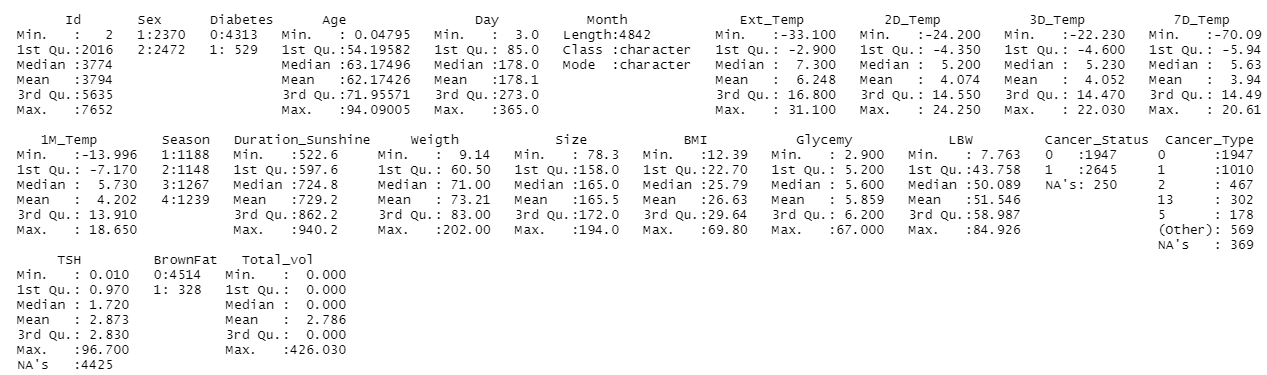 Id Sex Diabetes Age Day Month Ext_Temp 2D_Temp 3D_Temp 7D_Temp
Min. : 2 1:2370 0:4313 Min. : 0.04795 Min. : 3.0 Length:4842 Min. :-33.100 Min. :-24.200 Min. :-22.230 Min. :-70.09
1st Qu.:2016 2:2472 1: 529 1st Qu.:54.19582 1st Qu.: 85.0 Class :character 1st Qu.: -2.900 1st Qu.: -4.350 1st Qu.: -4.600 1st Qu.: -5.94
Median :3774 Median :63.17496 Median :178.0 Mode :character Median : 7.300 Median : 5.200 Median : 5.230 Median : 5.63
Mean :3794 Mean :62.17426 Mean :178.1 Mean : 6.248 Mean : 4.074 Mean : 4.052 Mean : 3.94
3rd Qu.:5635 3rd Qu.:71.95571 3rd Qu.:273.0 3rd Qu.: 16.800 3rd Qu.: 14.550 3rd Qu.: 14.470 3rd Qu.: 14.49
Max. :7652 Max. :94.09005 Max. :365.0 Max. : 31.100 Max. : 24.250 Max. : 22.030 Max. : 20.61
1M_Temp Season Duration_Sunshine Weigth Size BMI Glycemy LBW Cancer_Status Cancer_Type
Min. :-13.996 1:1188 Min. :522.6 Min. : 9.14 Min. : 78.3 Min. :12.39 Min. : 2.900 Min. : 7.763 0 :1947 0 :1947
1st Qu.: -7.170 2:1148 1st Qu.:597.6 1st Qu.: 60.50 1st Qu.:158.0 1st Qu.:22.70 1st Qu.: 5.200 1st Qu.:43.758 1 :2645 1 :1010
Median : 5.730 3:1267 Median :724.8 Median : 71.00 Median :165.0 Median :25.79 Median : 5.600 Median :50.089 NA's: 250 2 : 467
Mean : 4.202 4:1239 Mean :729.2 Mean : 73.21 Mean :165.5 Mean :26.63 Mean : 5.859 Mean :51.546 13 : 302
3rd Qu.: 13.910 3rd Qu.:862.2 3rd Qu.: 83.00 3rd Qu.:172.0 3rd Qu.:29.64 3rd Qu.: 6.200 3rd Qu.:58.987 5 : 178
Max. : 18.650 Max. :940.2 Max. :202.00 Max. :194.0 Max. :69.80 Max. :67.000 Max. :84.926 (Other): 569
NA's : 369
TSH BrownFat Total_vol
Min. : 0.010 0:4514 Min. : 0.000
1st Qu.: 0.970 1: 328 1st Qu.: 0.000
Median : 1.720 Median : 0.000
Mean : 2.873 Mean : 2.786
3rd Qu.: 2.830 3rd Qu.: 0.000
Max. :96.700 Max. :426.030
NA's :4425